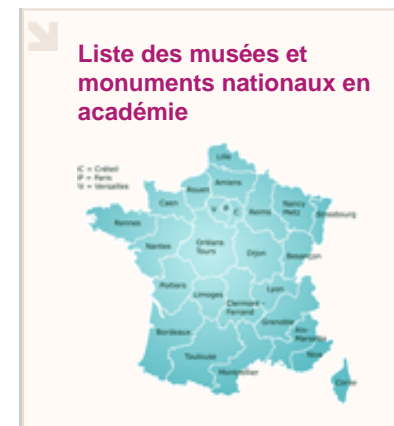 Liste des musées et
monuments nationaux en
académie
Lille
C = Créteil
P = Paris
V = Versailles
Amiens
Rouen
Caen
V P C
Reims
Nancy
Metz
Strasbourg
Rennes
Nantes
Orléans
Tours
Dijon
Besançon
Poitiers
Limoges
Lyon
Clermont -
Ferrand
Grenoble
Bordeaux
Aix-
Marseille
Toulouse
Nice
Montpellier
Corse